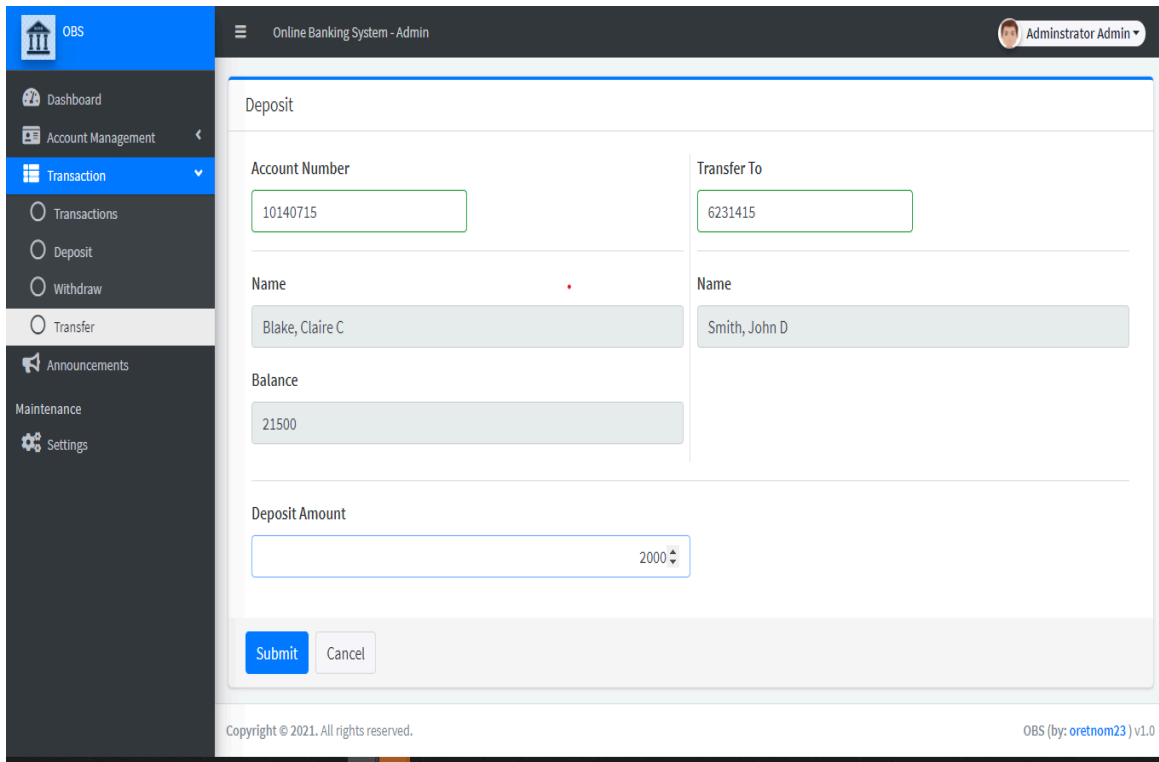 OBS
Online Banking System - Admin
Adminstrator Admin
Dashboard
Account Management
Transaction
Transactions
Deposit
Withdraw
Transfer
Announcements
Maintenance
Settings
Deposit
Account Number
10140715
Transfer To
6231415
Name
Blake, Claire C
Name
Smith, John D
Balance
21500
Deposit Amount
2000
Submit
Cancel
Copyright © 2021. All rights reserved.
OBS (by: oretnom23 ) v1.0